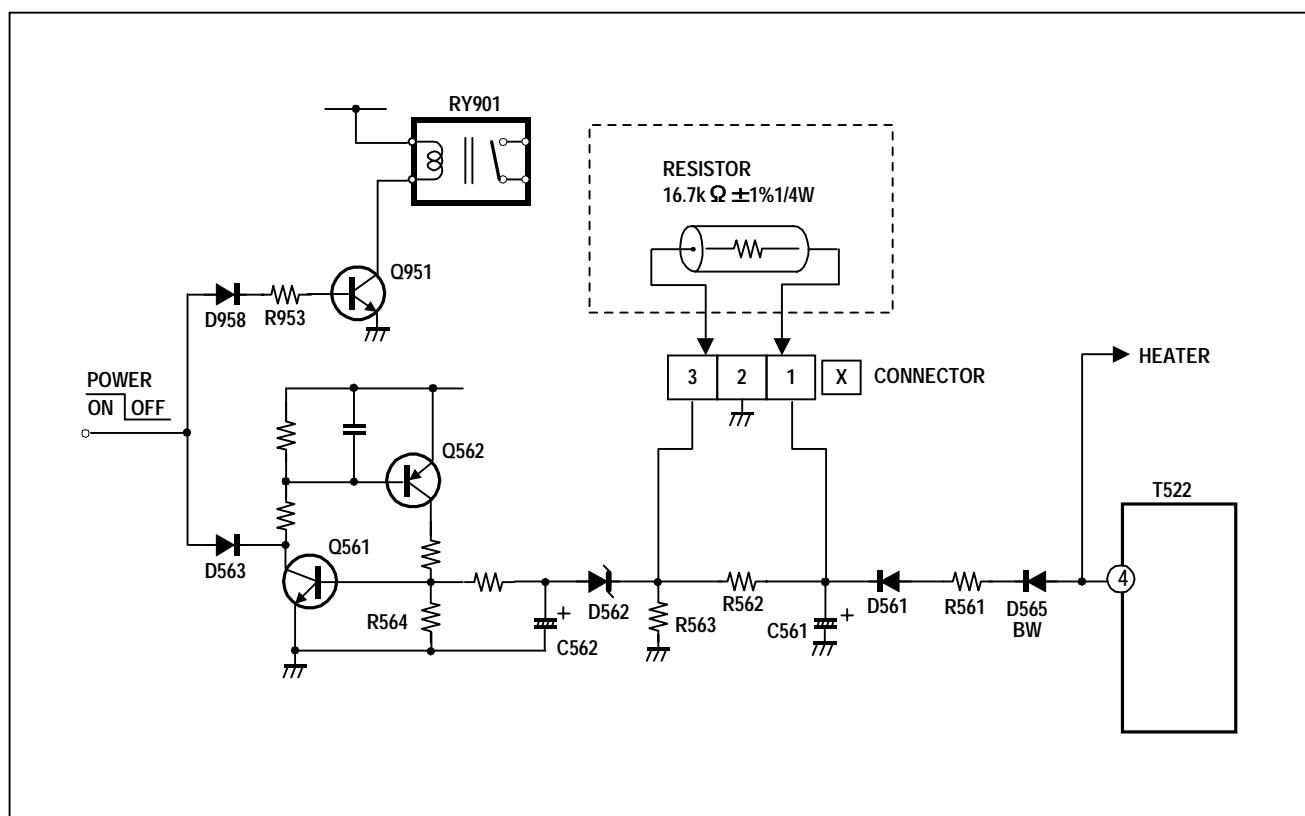 RY901
RESISTOR
16.7k Ω ±1%1/4W
Q951
D958
R953
HEATER
3 2 1 X CONNECTOR
POWER
ON OFF
Q562
T522
Q561
D563
4
R564
D562
R562
D561
R561
D565
BW
R563
C561
+
C562
+